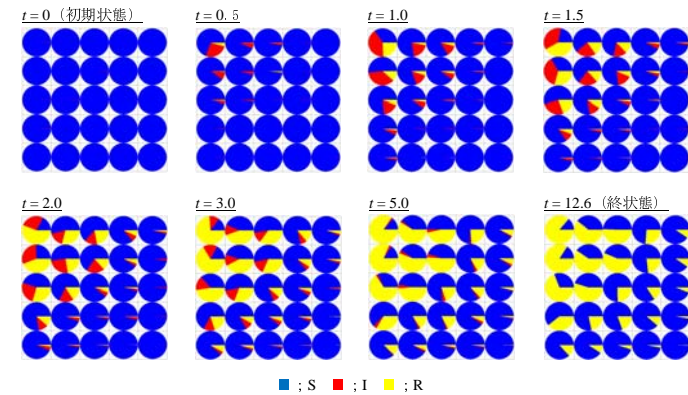 t = 0（初期状態）
t = 0. 5
t = 1.0
t = 1.5
t = 2.0
t = 3.0
t = 5.0
t = 12.6（終状態）
; S ; I ; R